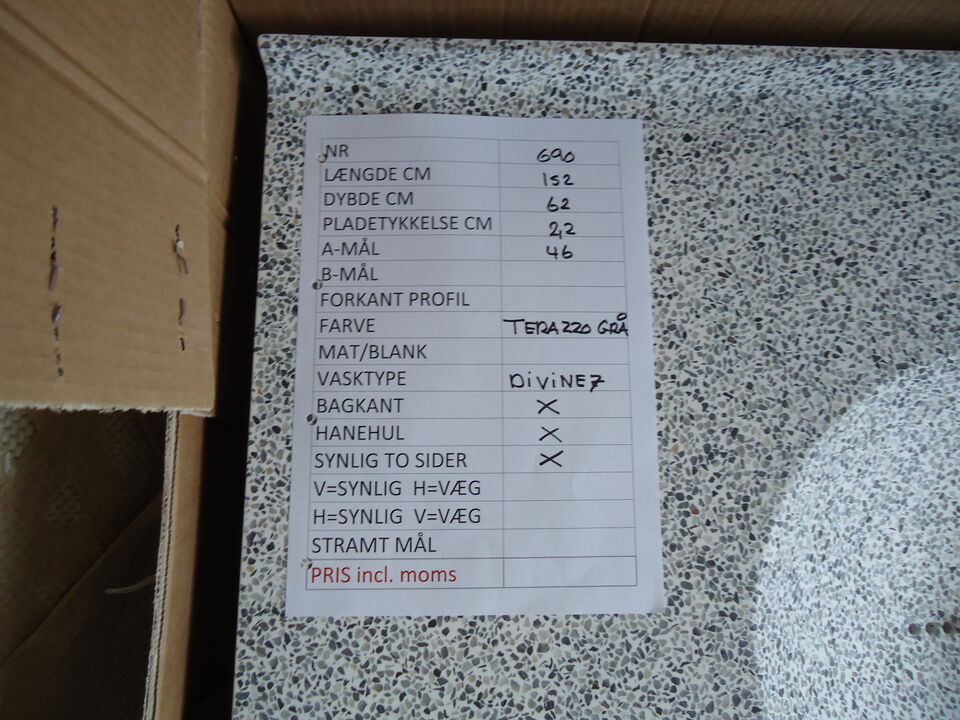 NR 690
LÆNGDE CM 152
DYBDE CM 62
PLADETYKKELSE CM 2,2
A-MÅL 46
B-MÅL
FORKANT PROFIL
FARVE TERAZZO GRÅ
MAT/BLANK
VASKTYPE DiViNE7
BAGKANT X
HANEHUL X
SYNLIG TO SIDER X
V=SYNLIG H=VÆG
H=SYNLIG V=VÆG
STRAMT MÅL
PRIS incl. moms